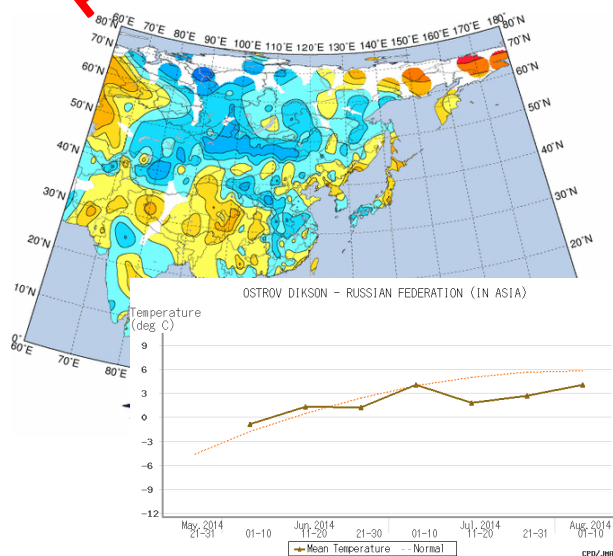 80°N 60°E 70°E 80°E 90°E 100°E 110°E 120°E 130°E 140°E 150°E 160°E 170°E 180° 80°N
70°N 70°N
60°N 60°N
50°N 50°N
40°N 40°N
30°N 30°N
20°N 20°N
10°N 10°N
0°
60°E 70°E 80°E
OSTROV DIKSON - RUSSIAN FEDERATION (IN ASIA)
Temperature
(deg C)
9
6
3
0
-3
-6
-9
-12
May. 2014 Jun. 2014 Jul. 2014 Aug. 2014
21-31 01-10 11-20 21-30 01-10 11-20 21-31 01-10
Mean Temperature Normal